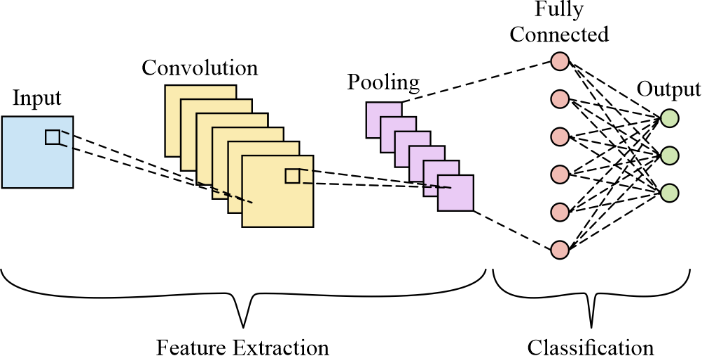 Input
Convolution
Pooling
Fully
Connected
Output
Feature Extraction
Classification